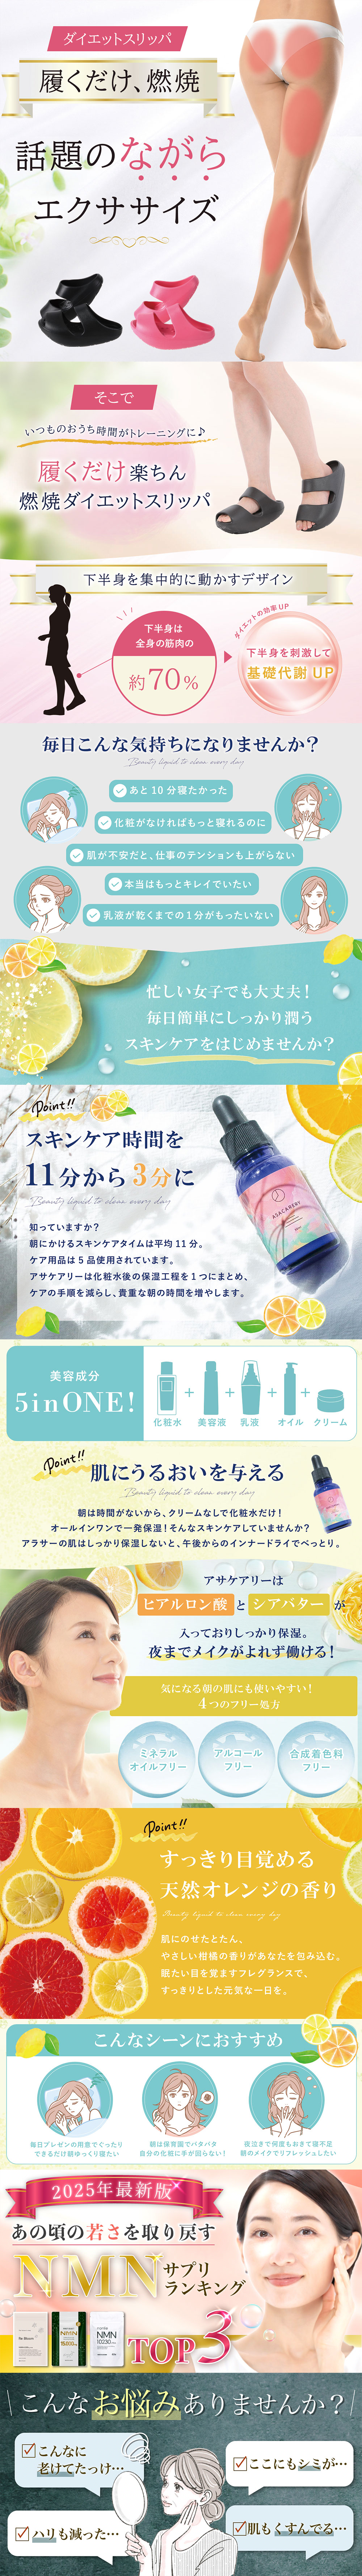 ダイエットスリッパ
履くだけ、燃焼
話題のながら
エクササイズ
そこで
いつものおうち時間がトレーニングに♪
履くだけ楽ちん
燃焼ダイエットスリッパ
下半身を集中的に動かすデザイン
下半身は
全身の筋肉の
約70%
ダイエットの効率UP
下半身を刺激して
基礎代謝UP
毎日こんな気持ちになりませんか？
Beauty liquid to clean every day
あと10分寝たかった
化粧がなければもっと寝れるのに
肌が不安だと、仕事のテンションも上がらない
本当はもっとキレイでいたい
乳液が乾くまでの1分がもったいない
忙しい女子でも大丈夫！
毎日簡単にしっかり潤う
スキンケアをはじめませんか？
Point!!
スキンケア時間を
11分から3分に
Beauty liquid to clean every day
知っていますか？
朝にかけるスキンケアタイムは平均11分。
ケア用品は5品使用されています。
アサケアリーは化粧水後の保湿工程を1つにまとめ、
ケアの手順を減らし、貴重な朝の時間を増やします。
ASACARERY
美容成分
5inONE!
化粧水 + 美容液 + 乳液 + オイル + クリーム
Point!!
肌にうるおいを与える
Beauty liquid to clean every day
朝は時間がないから、クリームなしで化粧水だけ！
オールインワンで一発保湿！そんなスキンケアしていませんか？
アラサーの肌はしっかり保湿しないと、午後からのインナードライでべっとり。
アサケアリーは
ヒアルロン酸とシアバターが
入っておりしっかり保湿。
夜までメイクがよれず働ける！
気になる朝の肌にも使いやすい！
4つのフリー処方
ミネラル
オイルフリー
アルコール
フリー
合成着色料
フリー
Point!!
すっきり目覚める
天然オレンジの香り
Beauty liquid to clean every day
肌にのせたとたん、
やさしい柑橘の香りがあなたを包み込む。
眠たい目を覚ますフレグランスで、
すっきりとした元気な一日を。
こんなシーンにおすすめ
毎日プレゼンの用意でぐったり
できるだけ朝ゆっくり寝たい
朝は保育園でバタバタ
自分の化粧に手が回らない！
夜泣きで何度もおきて寝不足
朝のメイクでリフレッシュしたい
2025年最新版
あの頃の若さを取り戻す
NMNサプリ
ランキング
TOP3
NMN
NMN
10230
こんなお悩みありませんか？
こんなに
老けてたっけ…
ここにもシミが…
ハリも減った…
肌もくすんでる…